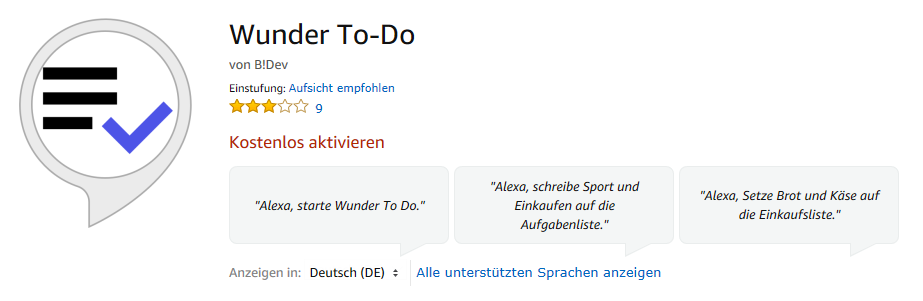 Wunder To-Do
von B!Dev
Einstufung: Aufsicht empfohlen
9
Kostenlos aktivieren
"Alexa, starte Wunder To Do."
"Alexa, schreibe Sport und
Einkaufen auf die
Aufgabenliste."
"Alexa, Setze Brot und Käse auf
die Einkaufsliste."
Anzeigen in: Deutsch (DE) Alle unterstützten Sprachen anzeigen